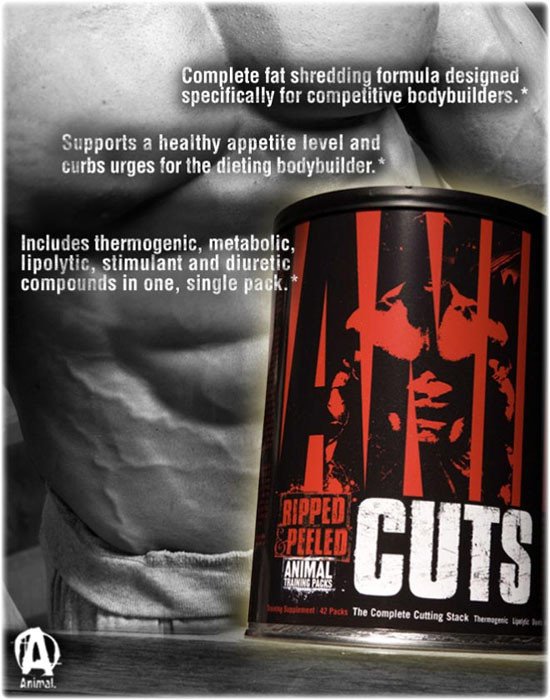 Complete fat shredding formula designed
specifically for competitive bodybuilders.*
Supports a healthy appetite level and
curbs urges for the dieting bodybuilder.*
Includes thermogenic, metabolic,
lipolytic, stimulant and diuretic
compounds in one, single pack.*
RIPPED
&PEELED
ANIMAL
TRAINING PACKS
CUTS
Supplement 42 Packs The Complete Cutting Stack Thermogenic Lipolytic
A
Animal.